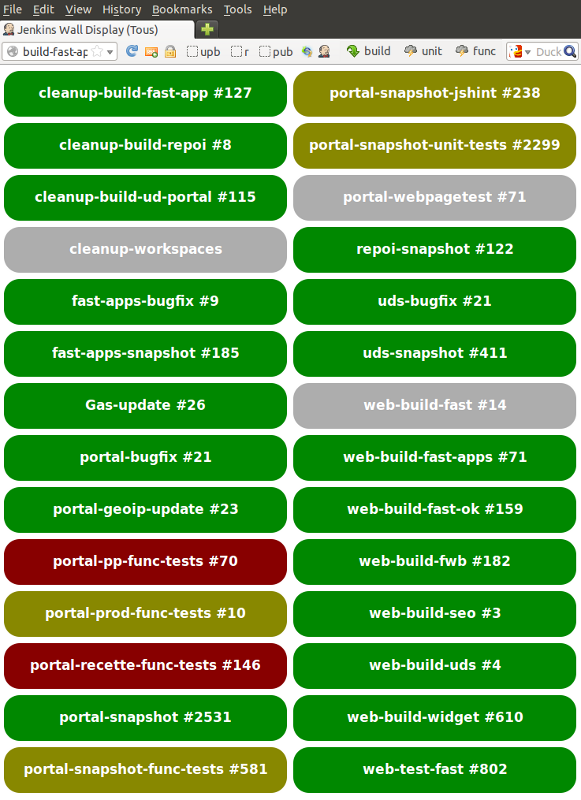 File Edit View History Bookmarks Tools Help
Jenkins Wall Display (Tous)
build-fast-ap upb r pub build unit func Duck
cleanup-build-fast-app #127
cleanup-build-repoi #8
cleanup-build-ud-portal #115
cleanup-workspaces
fast-apps-bugfix #9
fast-apps-snapshot #185
Gas-update #26
portal-bugfix #21
portal-geoip-update #23
portal-pp-func-tests #70
portal-prod-func-tests #10
portal-recette-func-tests #146
portal-snapshot #2531
portal-snapshot-func-tests #581
portal-snapshot-jshint #238
portal-snapshot-unit-tests #2299
portal-webpagetest #71
repoi-snapshot #122
uds-bugfix #21
uds-snapshot #411
web-build-fast #14
web-build-fast-apps #71
web-build-fast-ok #159
web-build-fwb #182
web-build-seo #3
web-build-uds #4
web-build-widget #610
web-test-fast #802